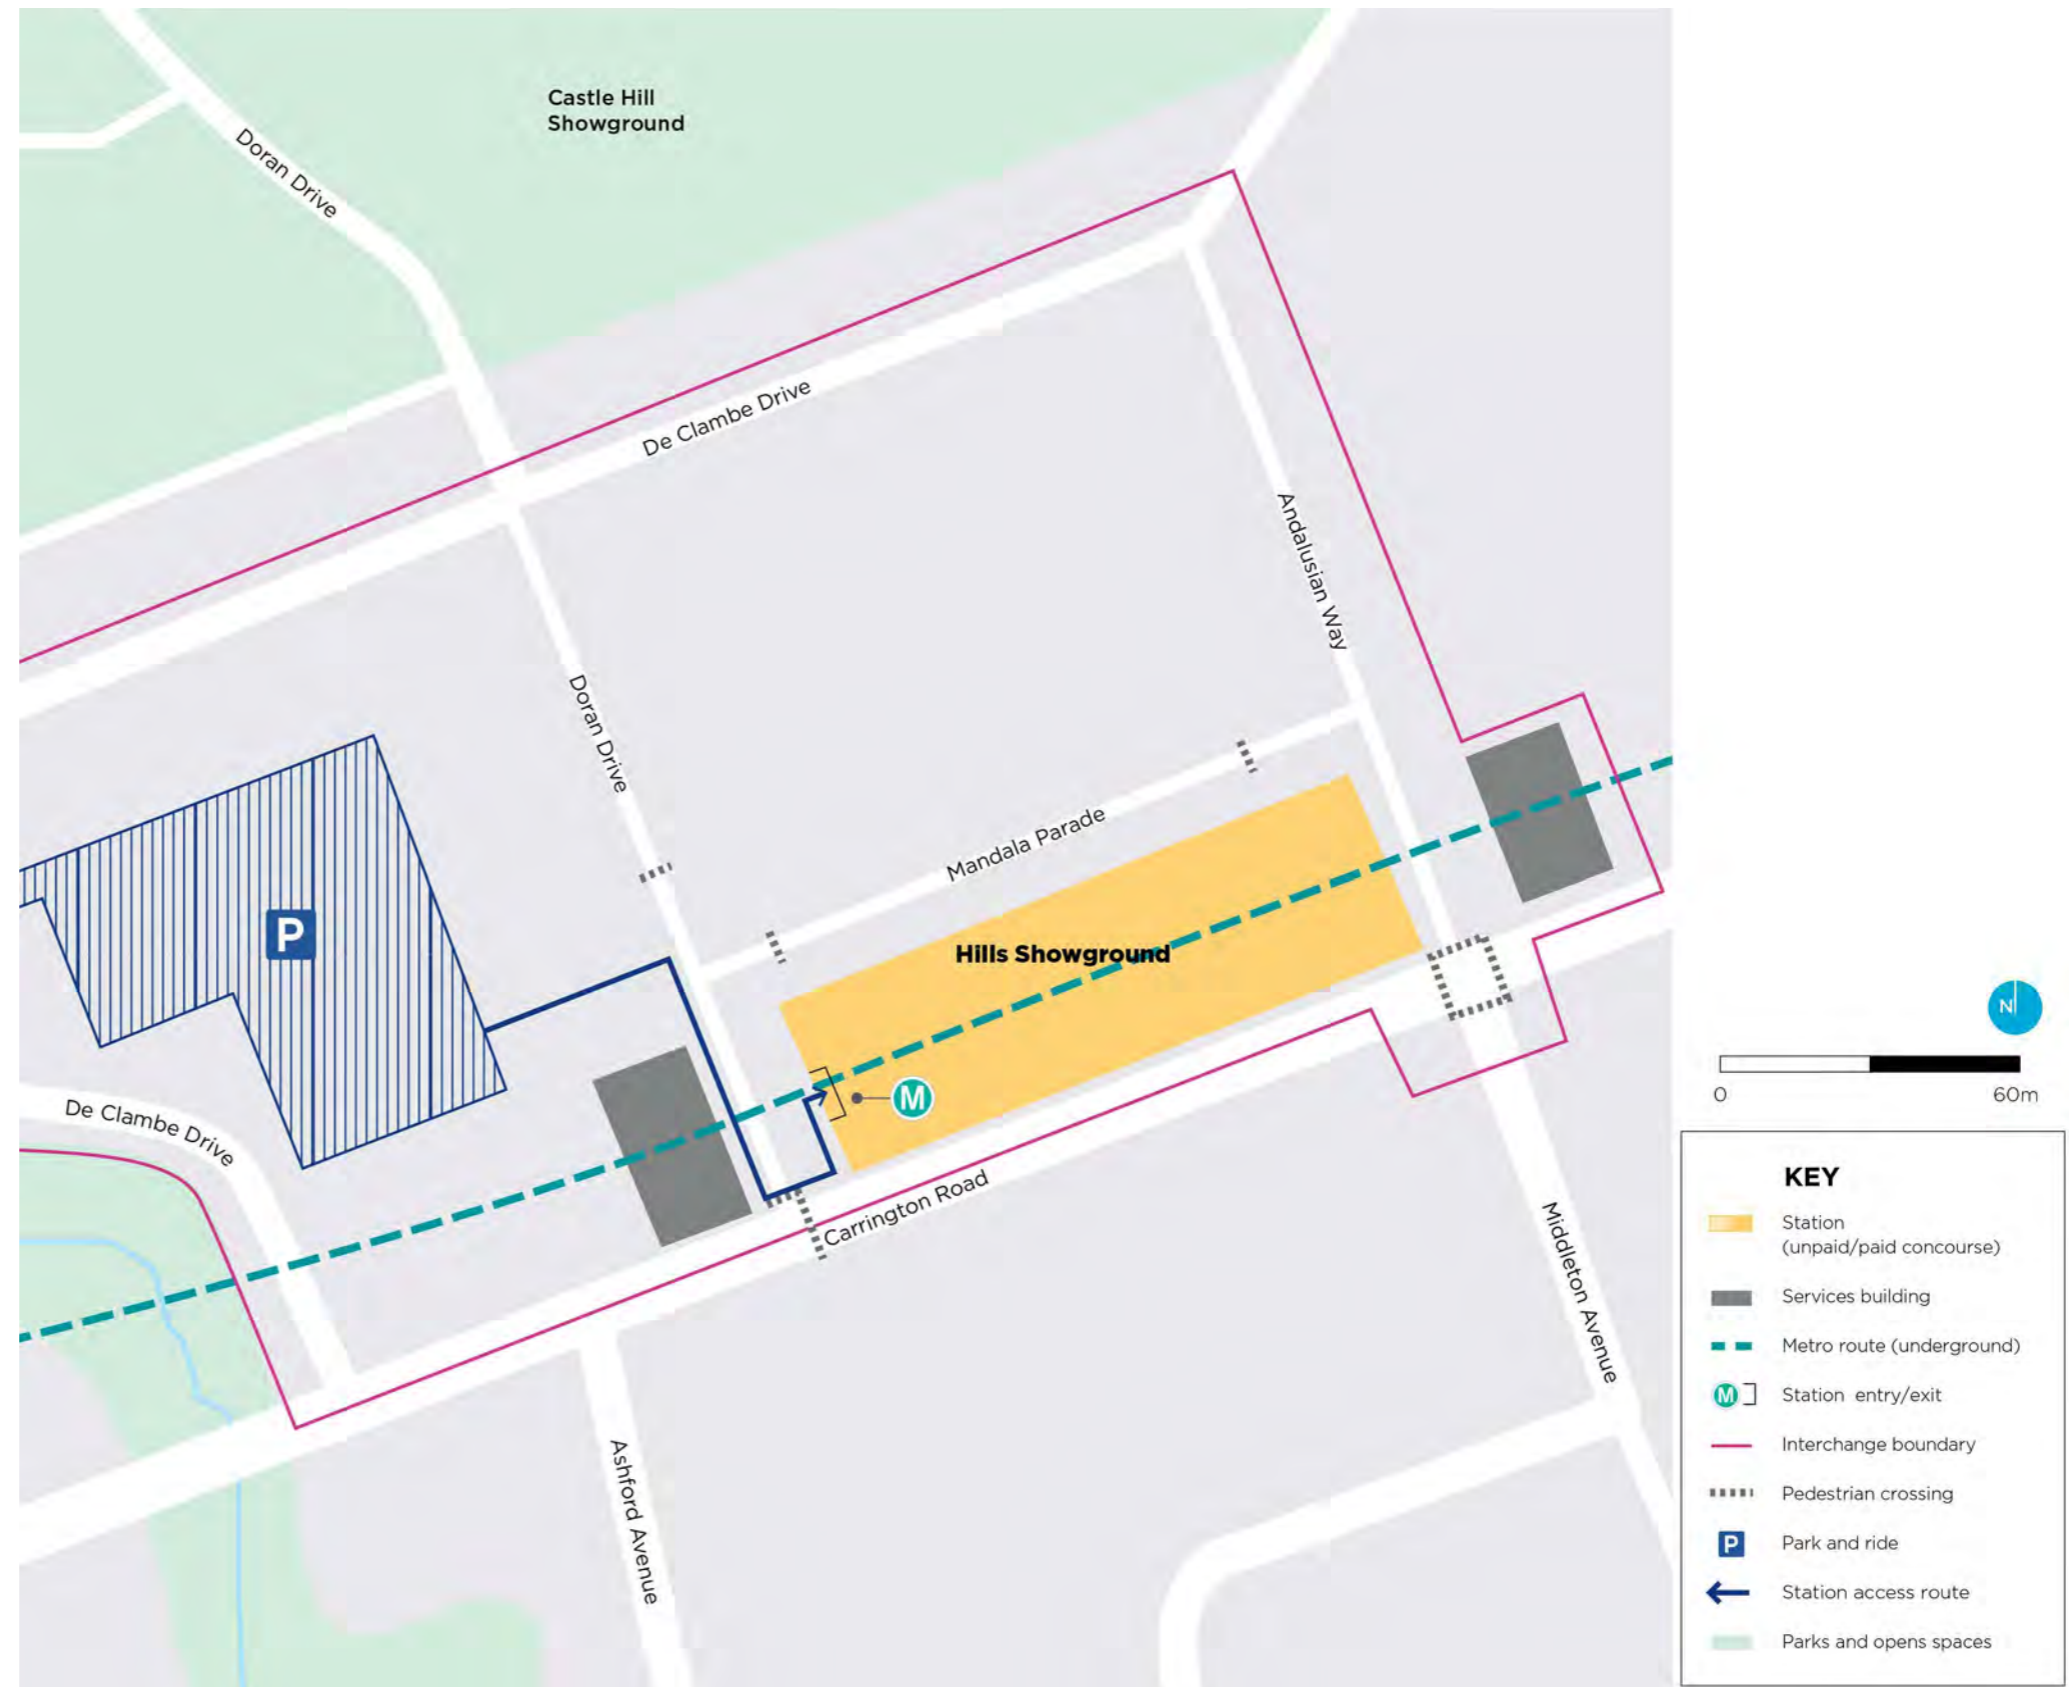 Castle Hill
Showground
Doran Drive
De Clambe Drive
Andalusian Way
Doran Drive
Mandala Parade
P
Hills Showground
M
De Clambe Drive
Carrington Road
Middleton Avenue
Ashford Avenue
N
0 60m
KEY
Station
(unpaid/paid concourse)
Services building
Metro route (underground)
M Station entry/exit
Interchange boundary
Pedestrian crossing
P Park and ride
Station access route
Parks and opens spaces